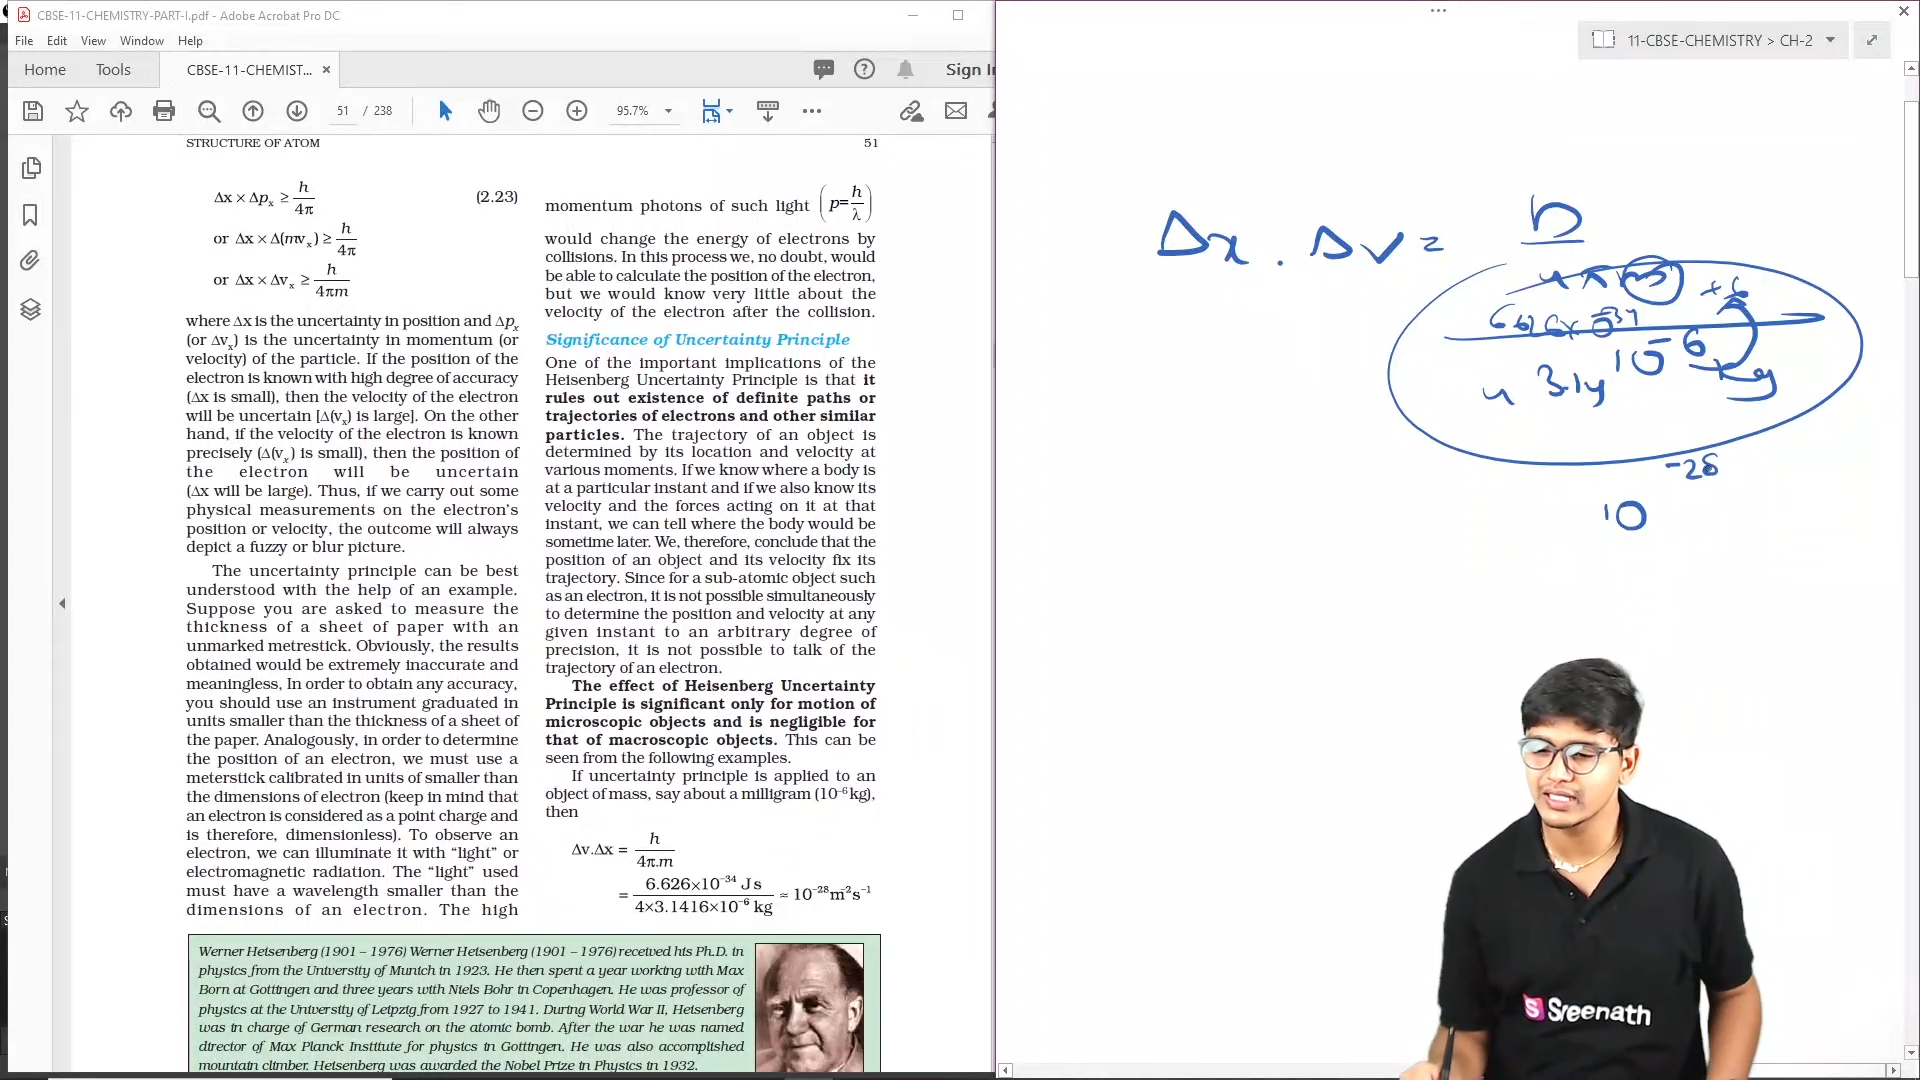 CBSE-11-CHEMISTRY-PART-I.pdf - Adobe Acrobat Pro DC
File Edit View Window Help
Home Tools CBSE-11-CHEMIST... × Sign In
51 / 238 95.7%
STRUCTURE OF ATOM 51
Δx × Δpₓ ≥ h/4π (2.23)
or Δx × Δ(mvₓ) ≥ h/4π
or Δx × Δvₓ ≥ h/4πm
where Δx is the uncertainty in position and Δpₓ
(or Δvₓ) is the uncertainty in momentum (or
velocity) of the particle. If the position of the
electron is known with high degree of accuracy
(Δx is small), then the velocity of the electron
will be uncertain [Δ(vₓ) is large]. On the other
hand, if the velocity of the electron is known
precisely (Δ(vₓ) is small), then the position of
the electron will be uncertain
(Δx will be large). Thus, if we carry out some
physical measurements on the electron's
position or velocity, the outcome will always
depict a fuzzy or blur picture.
The uncertainty principle can be best
understood with the help of an example.
Suppose you are asked to measure the
thickness of a sheet of paper with an
unmarked metrestick. Obviously, the results
obtained would be extremely inaccurate and
meaningless, In order to obtain any accuracy,
you should use an instrument graduated in
units smaller than the thickness of a sheet of
the paper. Analogously, in order to determine
the position of an electron, we must use a
meterstick calibrated in units of smaller than
the dimensions of electron (keep in mind that
an electron is considered as a point charge and
is therefore, dimensionless). To observe an
electron, we can illuminate it with "light" or
electromagnetic radiation. The "light" used
must have a wavelength smaller than the
dimensions of an electron. The high
momentum photons of such light (p=h/λ)
would change the energy of electrons by
collisions. In this process we, no doubt, would
be able to calculate the position of the electron,
but we would know very little about the
velocity of the electron after the collision.
Significance of Uncertainty Principle
One of the important implications of the
Heisenberg Uncertainty Principle is that it
rules out existence of definite paths or
trajectories of electrons and other similar
particles. The trajectory of an object is
determined by its location and velocity at
various moments. If we know where a body is
at a particular instant and if we also know its
velocity and the forces acting on it at that
instant, we can tell where the body would be
sometime later. We, therefore, conclude that the
position of an object and its velocity fix its
trajectory. Since for a sub-atomic object such
as an electron, it is not possible simultaneously
to determine the position and velocity at any
given instant to an arbitrary degree of
precision, it is not possible to talk of the
trajectory of an electron.
The effect of Heisenberg Uncertainty
Principle is significant only for motion of
microscopic objects and is negligible for
that of macroscopic objects. This can be
seen from the following examples.
If uncertainty principle is applied to an
object of mass, say about a milligram (10⁻⁶ kg),
then
Δv.Δx = h/4π.m
= 6.626×10⁻³⁴ J s / 4×3.1416×10⁻⁶ kg ≈ 10⁻²⁸ m⁻² s⁻¹
Werner Heisenberg (1901 – 1976) Werner Heisenberg (1901 – 1976) received his Ph.D. in
physics from the University of Munich in 1923. He then spent a year working with Max
Born at Gottingen and three years with Niels Bohr in Copenhagen. He was professor of
physics at the University of Leipzig from 1927 to 1941. During World War II, Heisenberg
was in charge of German research on the atomic bomb. After the war he was named
director of Max Planck Institute for physics in Gottingen. He was also accomplished
mountain climber. Heisenberg was awarded the Nobel Prize in Physics in 1932.
11-CBSE-CHEMISTRY > CH-2
Δx . Δv = h
4πm +6
6.626×10⁻³⁴
4 3.14 10⁻⁶ kg
10⁻²⁸
Sreenath